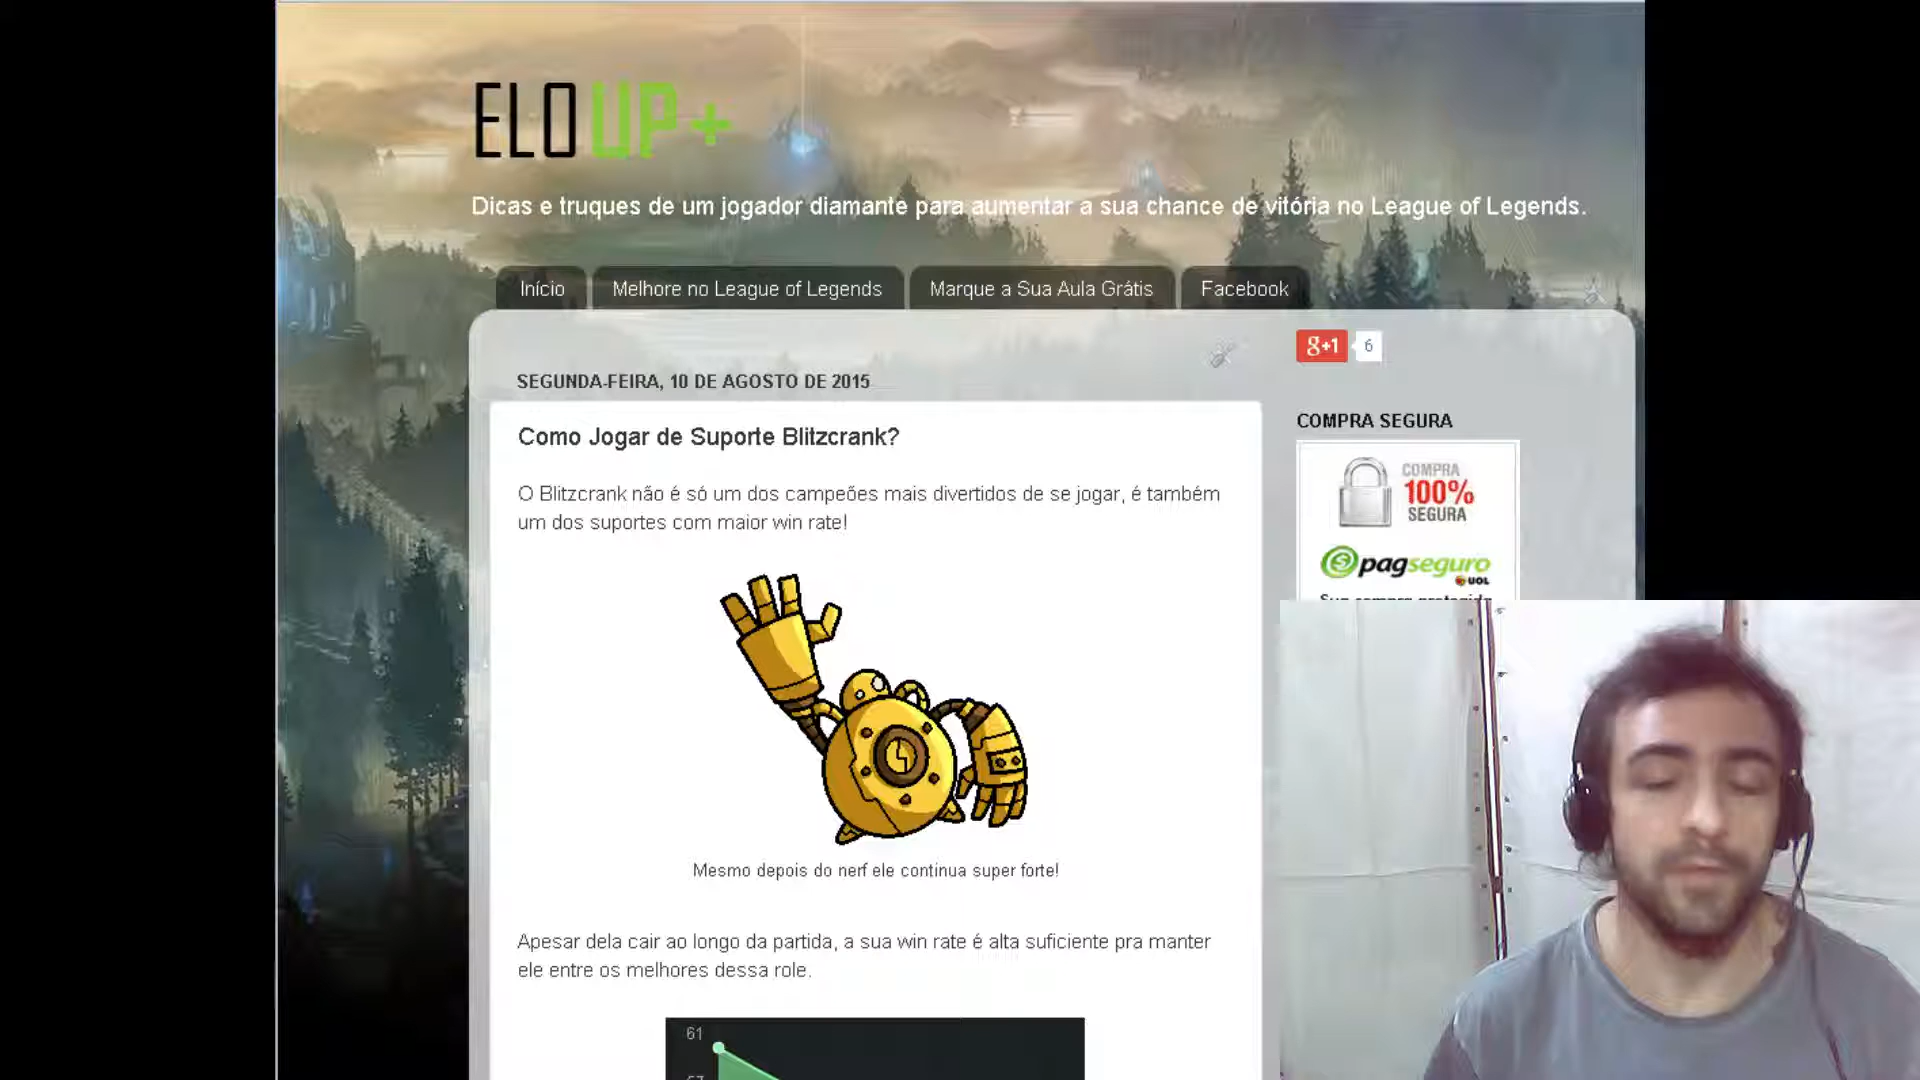 ELO UP +
Dicas e truques de um jogador diamante para aumentar a sua chance de vitória no League of Legends.
Início
Melhore no League of Legends
Marque a Sua Aula Grátis
Facebook
g+1
6
SEGUNDA-FEIRA, 10 DE AGOSTO DE 2015
COMPRA SEGURA
Como Jogar de Suporte Blitzcrank?
COMPRA
100%
SEGURA
O Blitzcrank não é só um dos campeões mais divertidos de se jogar, é também
um dos suportes com maior win rate!
pagseguro
UOL
Mesmo depois do nerf ele continua super forte!
Apesar dela cair ao longo da partida, a sua win rate é alta suficiente pra manter
ele entre os melhores dessa role.
61